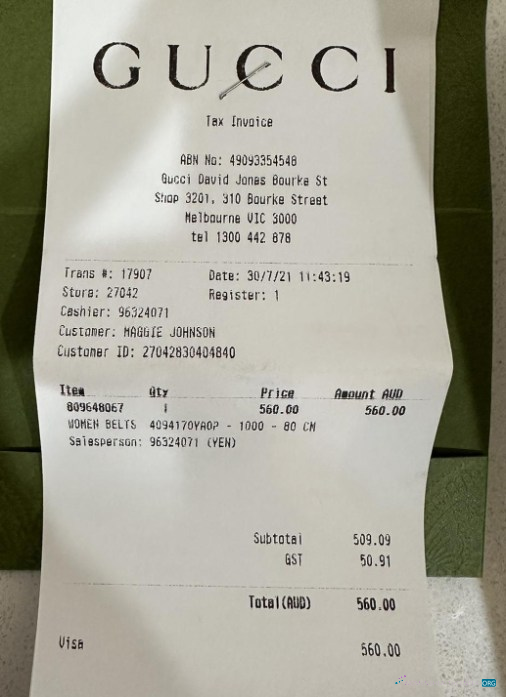 GUCCI
Tax Invoice
ABN No: 49093354548
Gucci David Jones Bourke St
Shop 3201, 310 Bourke Street
Melbourne VIC 3000
tel 1300 442 878
Trans #: 17907 Date: 30/7/21 11:43:19
Store: 27042 Register: 1
Cashier: 96324071
Customer: MAGGIE JOHNSON
Customer ID: 27042830404840
Item Qty Price Amount AUD
809648067 1 560.00 560.00
WOMEN BELTS 4094170YA0P - 1000 - 80 CM
Salesperson: 96324071 (YEN)
Subtotal 509.09
GST 50.91
Total(AUD) 560.00
Visa 560.00
ORG